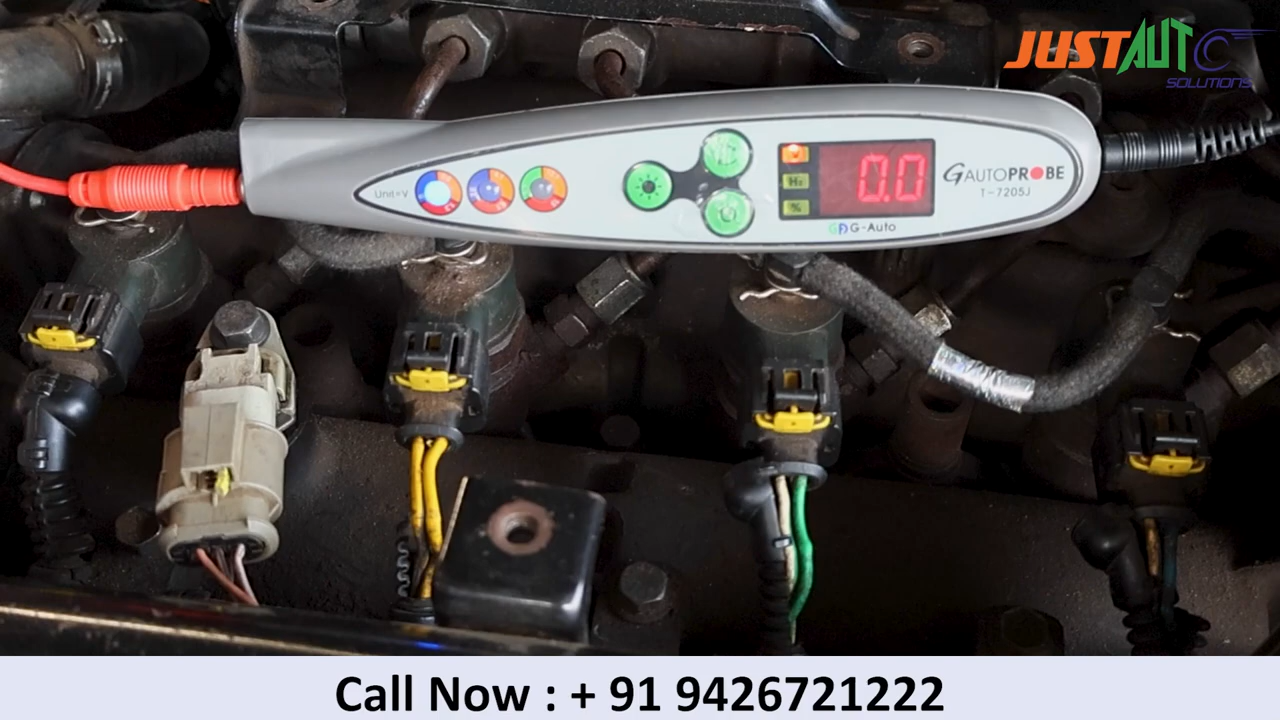 JUSTAUTO
SOLUTIONS
Unit=V
0.0
Hz
%
GAUTOPROBE
T-7205J
G-Auto
Call Now : + 91 9426721222